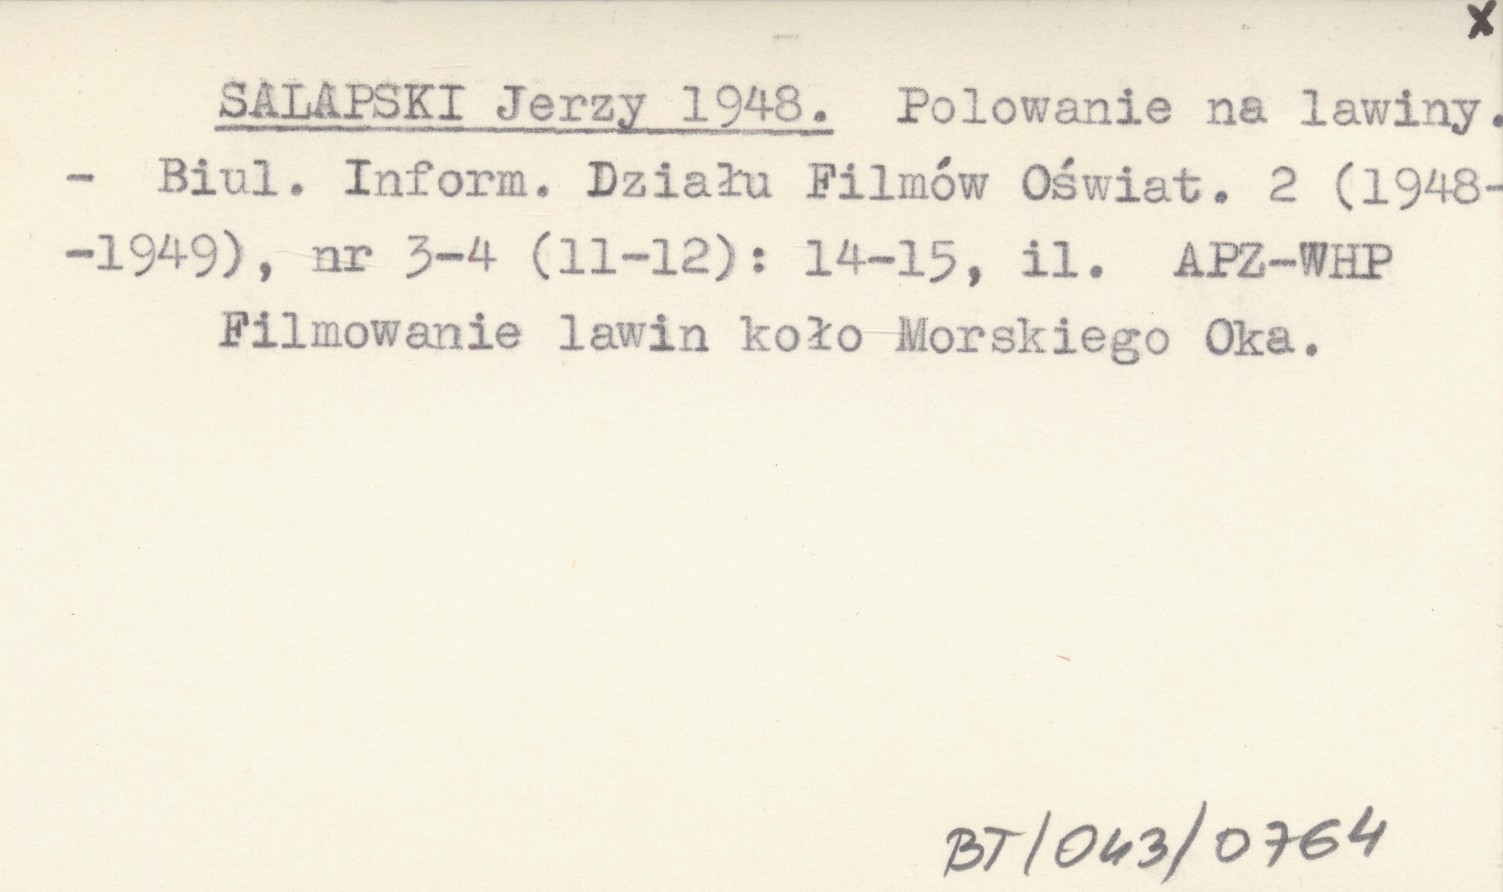 x
SALAPSKI Jerzy 1948. Polowanie na lawiny.
- Biul. Inform. Działu Filmów Oświat. 2 (1948-
-1949), nr 3-4 (11-12): 14-15, il. APZ-WHP
Filmowanie lawin koło Morskiego Oka.
BT/043/0764